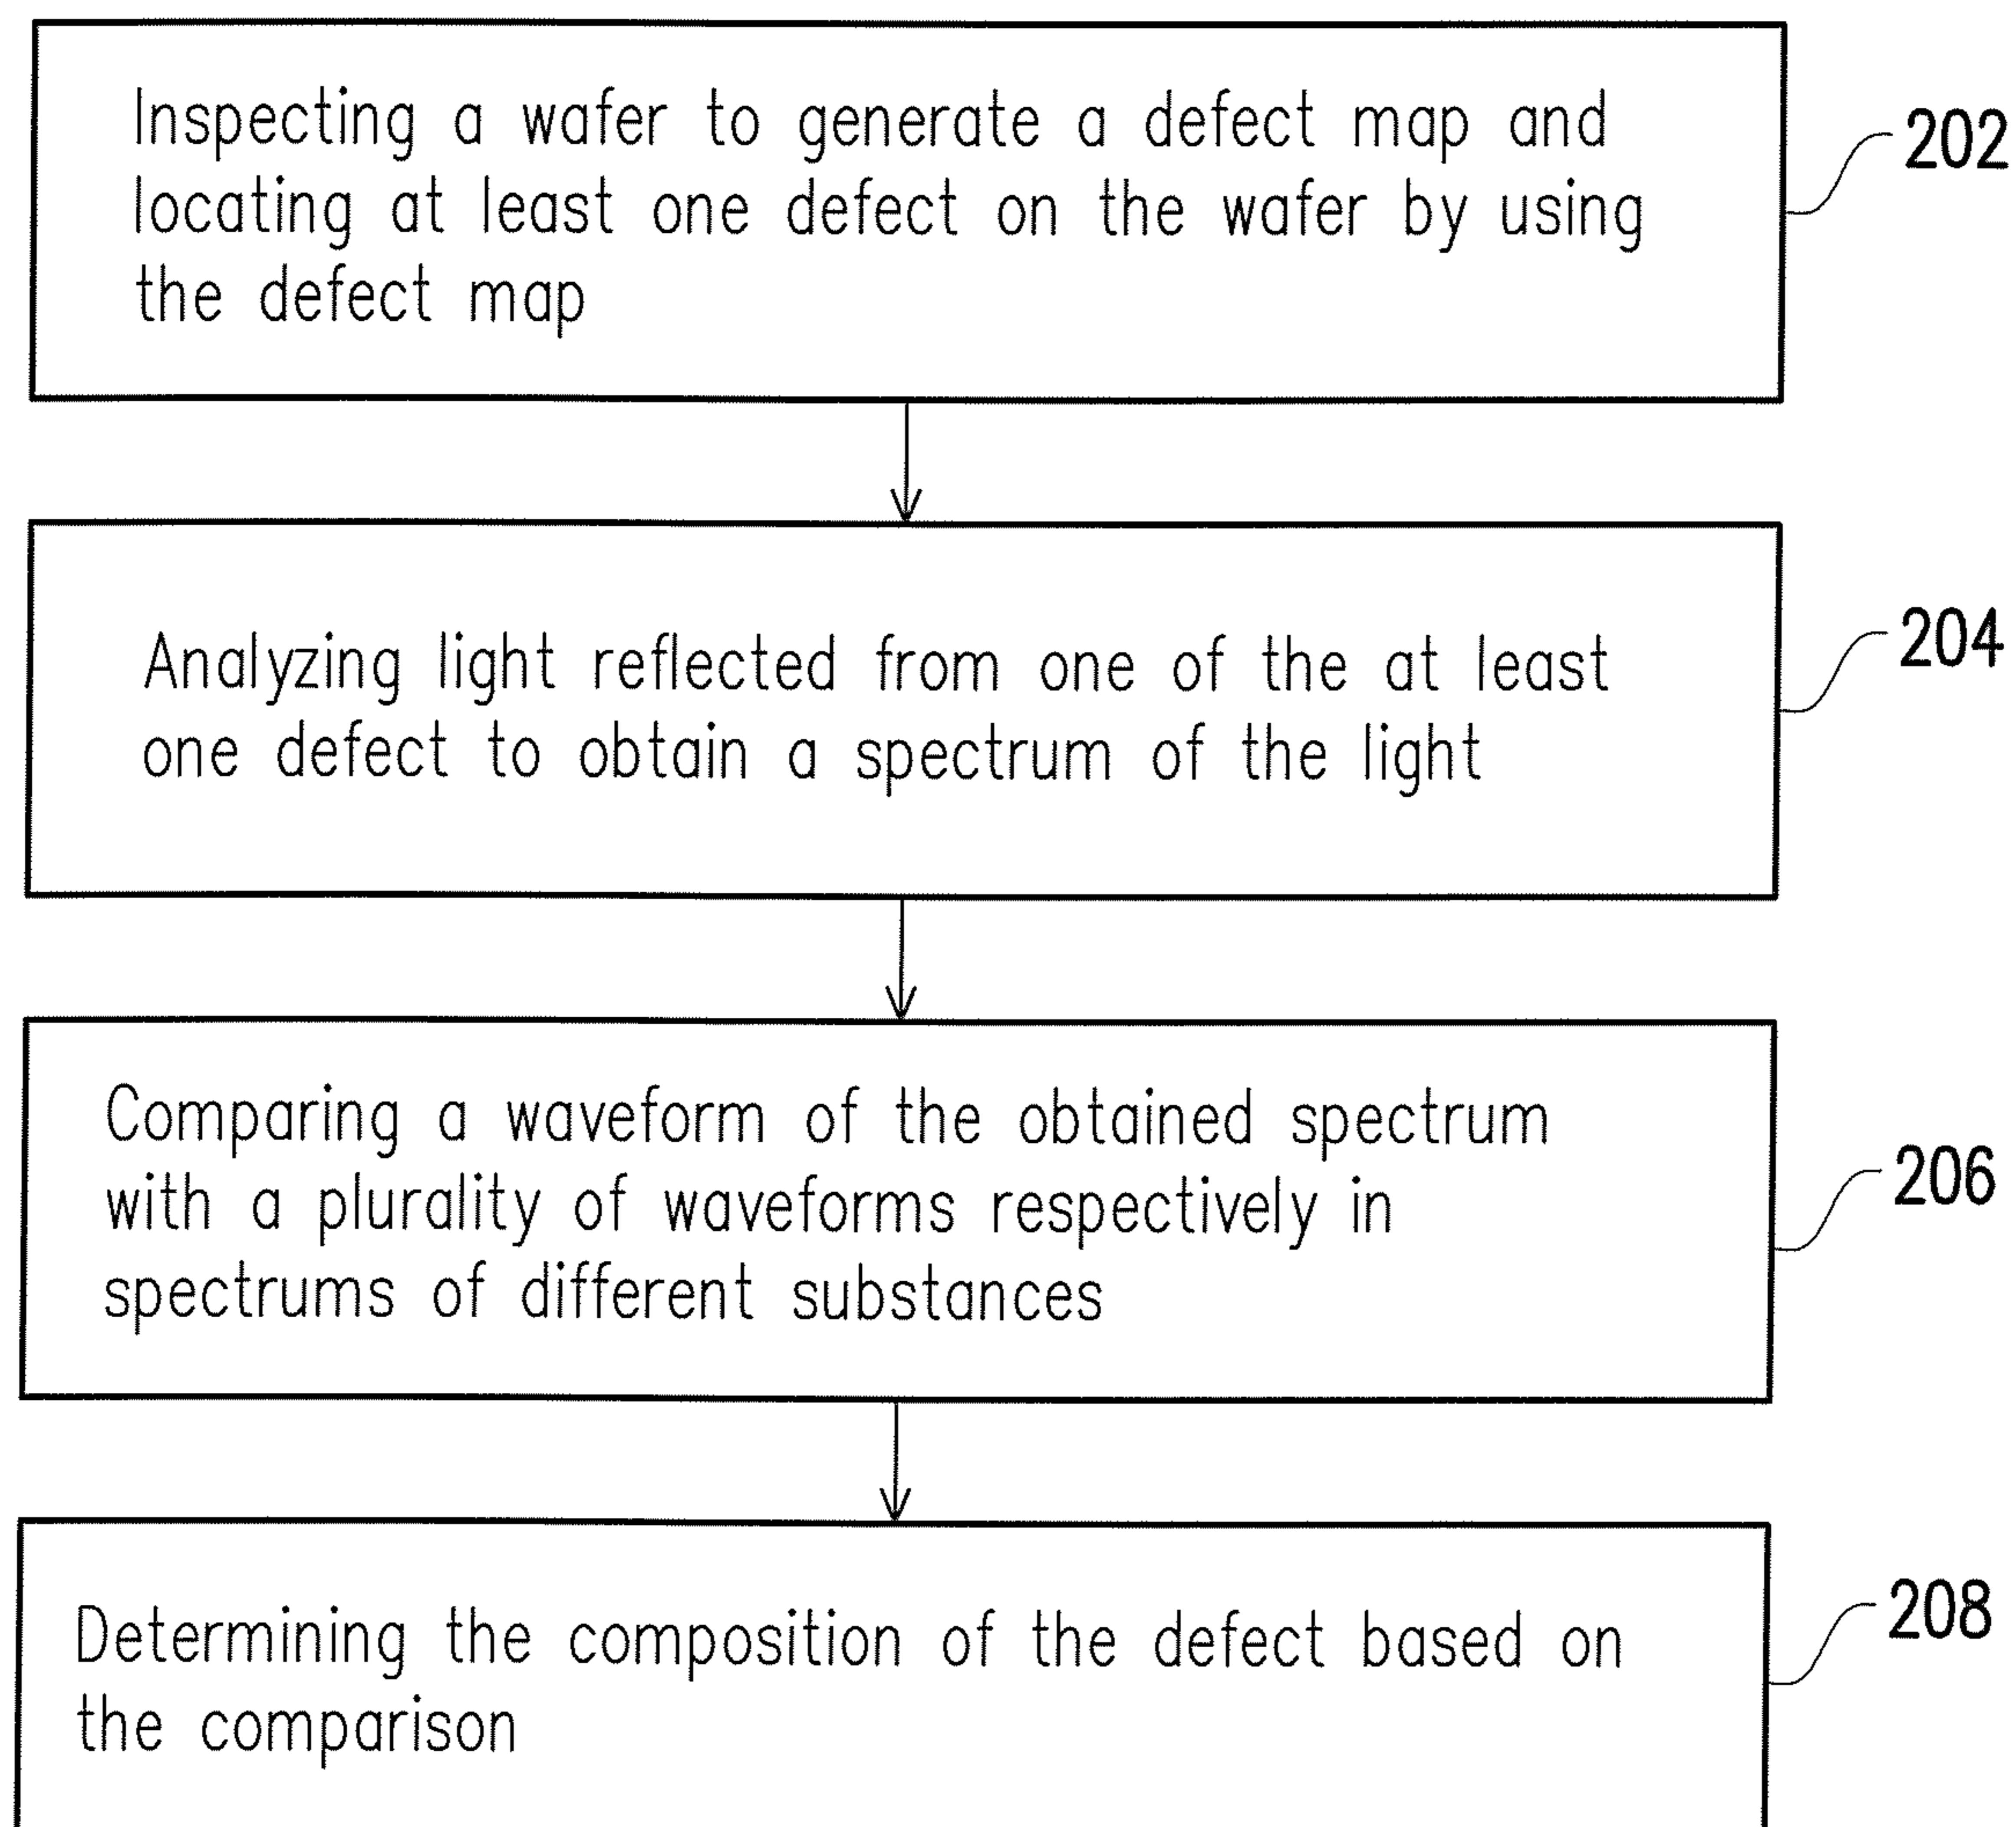 Inspecting a wafer to generate a defect map and
locating at least one defect on the wafer by using
the defect map
202
Analyzing light reflected from one of the at least
one defect to obtain a spectrum of the light
204
Comparing a waveform of the obtained spectrum
with a plurality of waveforms respectively in
spectrums of different substances
206
Determining the composition of the defect based on
the comparison
208